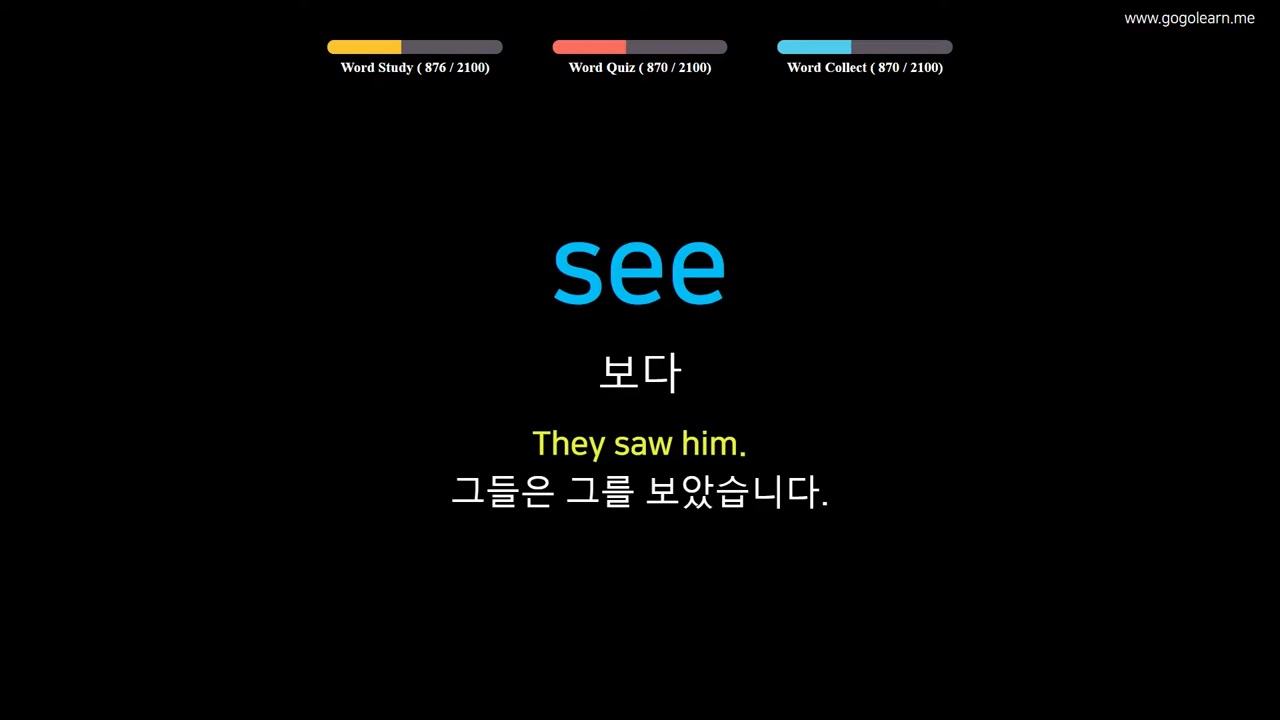 www.gogolearn.me
Word Study ( 876 / 2100)
Word Quiz ( 870 / 2100)
Word Collect ( 870 / 2100)
see
보다
They saw him.
그들은 그를 보았습니다.